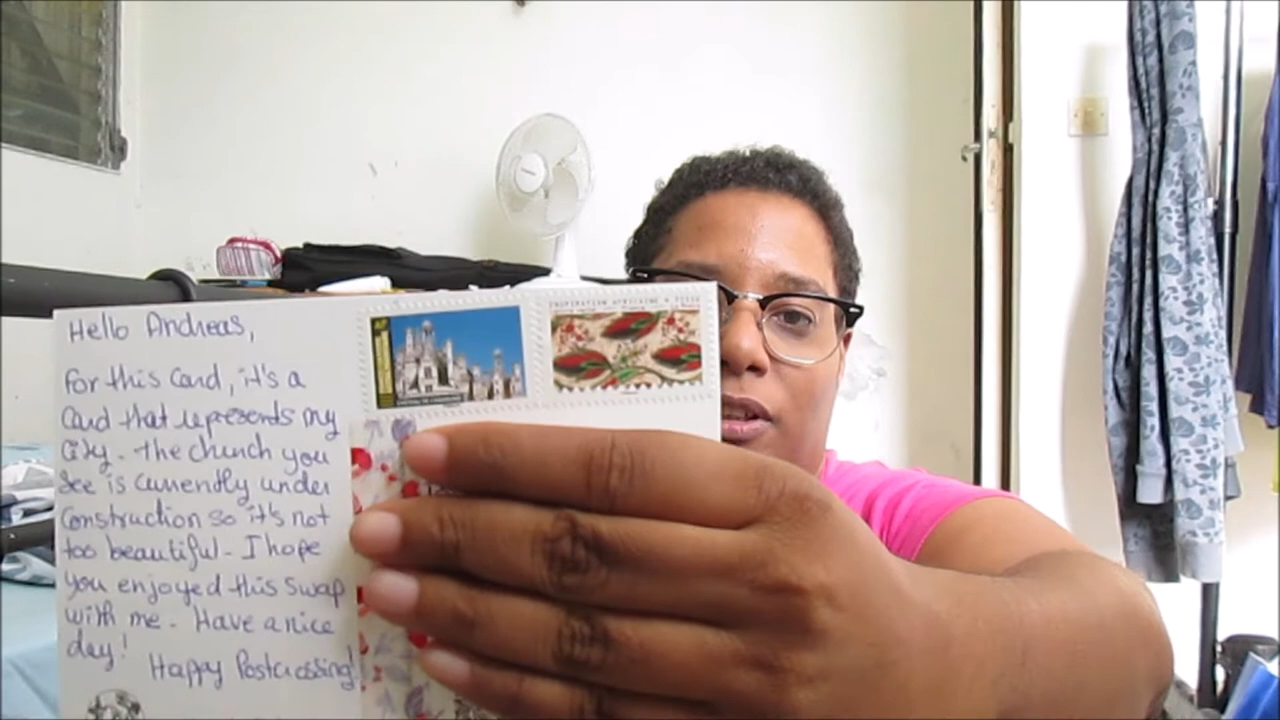 Hello Andreas,
For this Card, it's a
Card that represents my
City. The church you
See is currently under
Construction so it's not
too beautiful. I hope
you enjoyed this swap
with me. Have a nice
day!
Happy Postcrossing!
INSPIRATION AFRICAINE